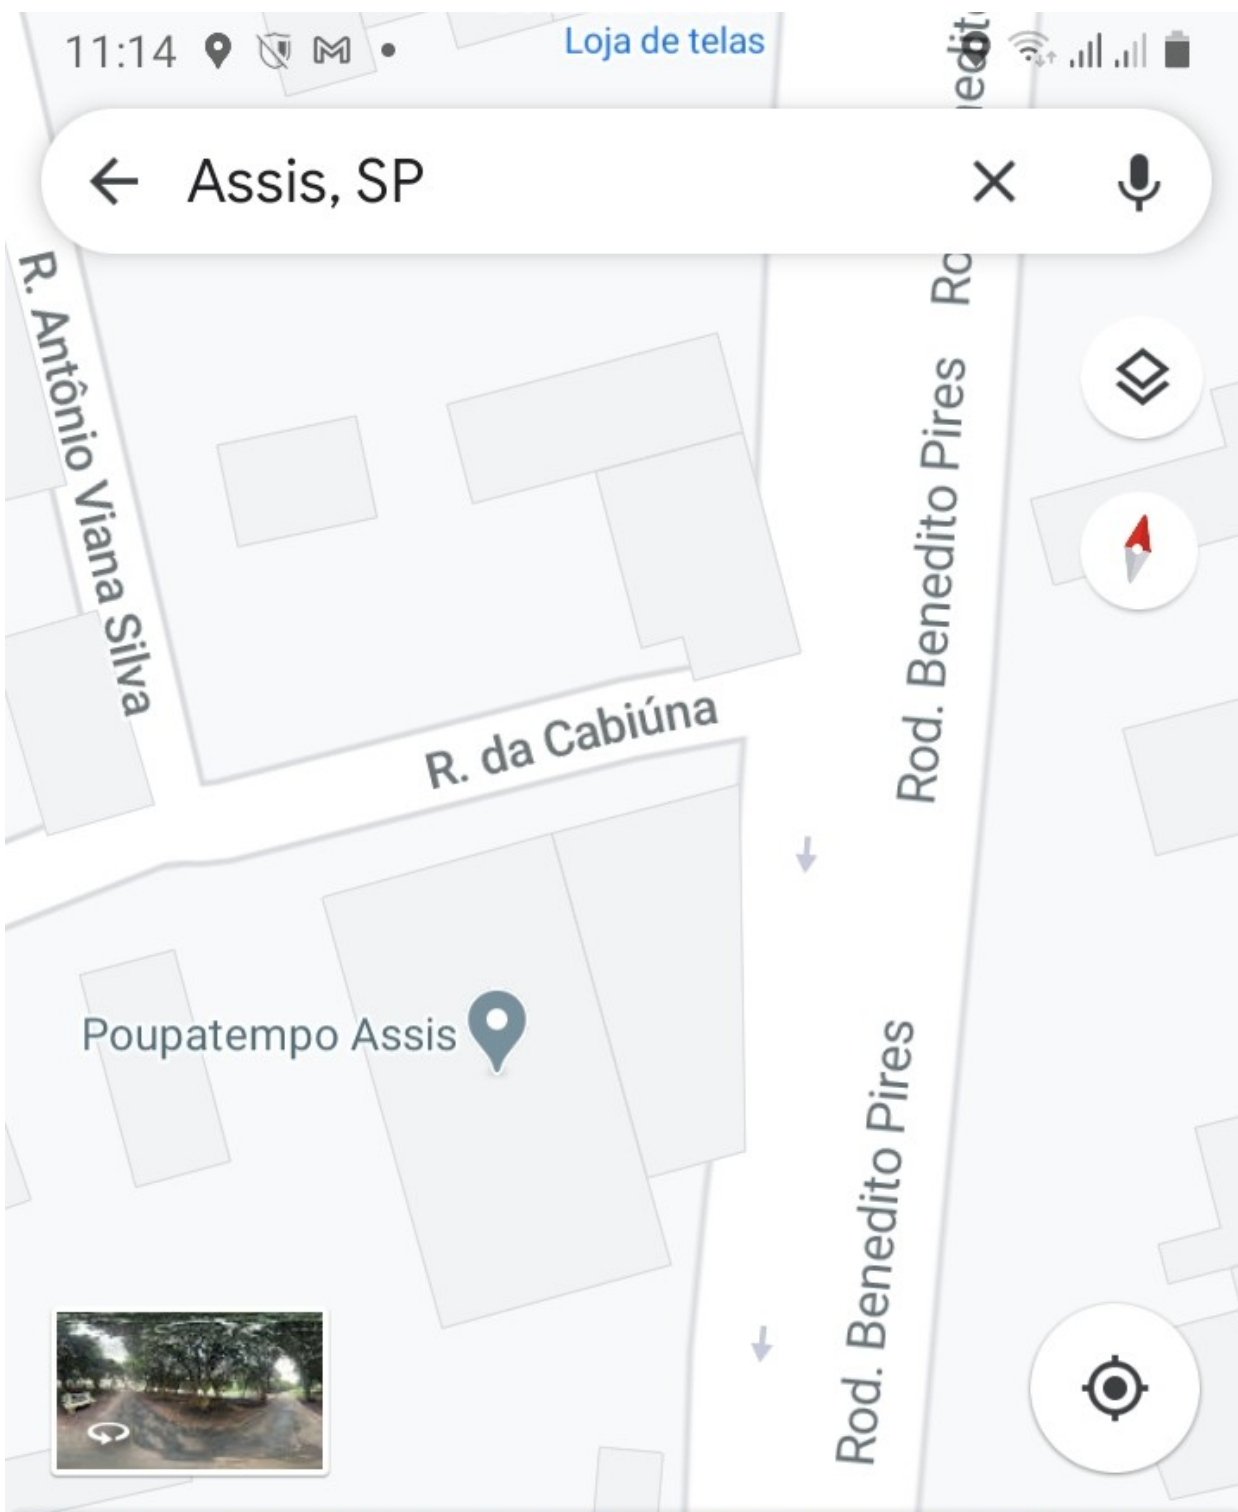 11:14
Loja de telas
Assis, SP
R. Antônio Viana Silva
Rod. Benedito Pires
R. da Cabiúna
Poupatempo Assis
Rod. Benedito Pires